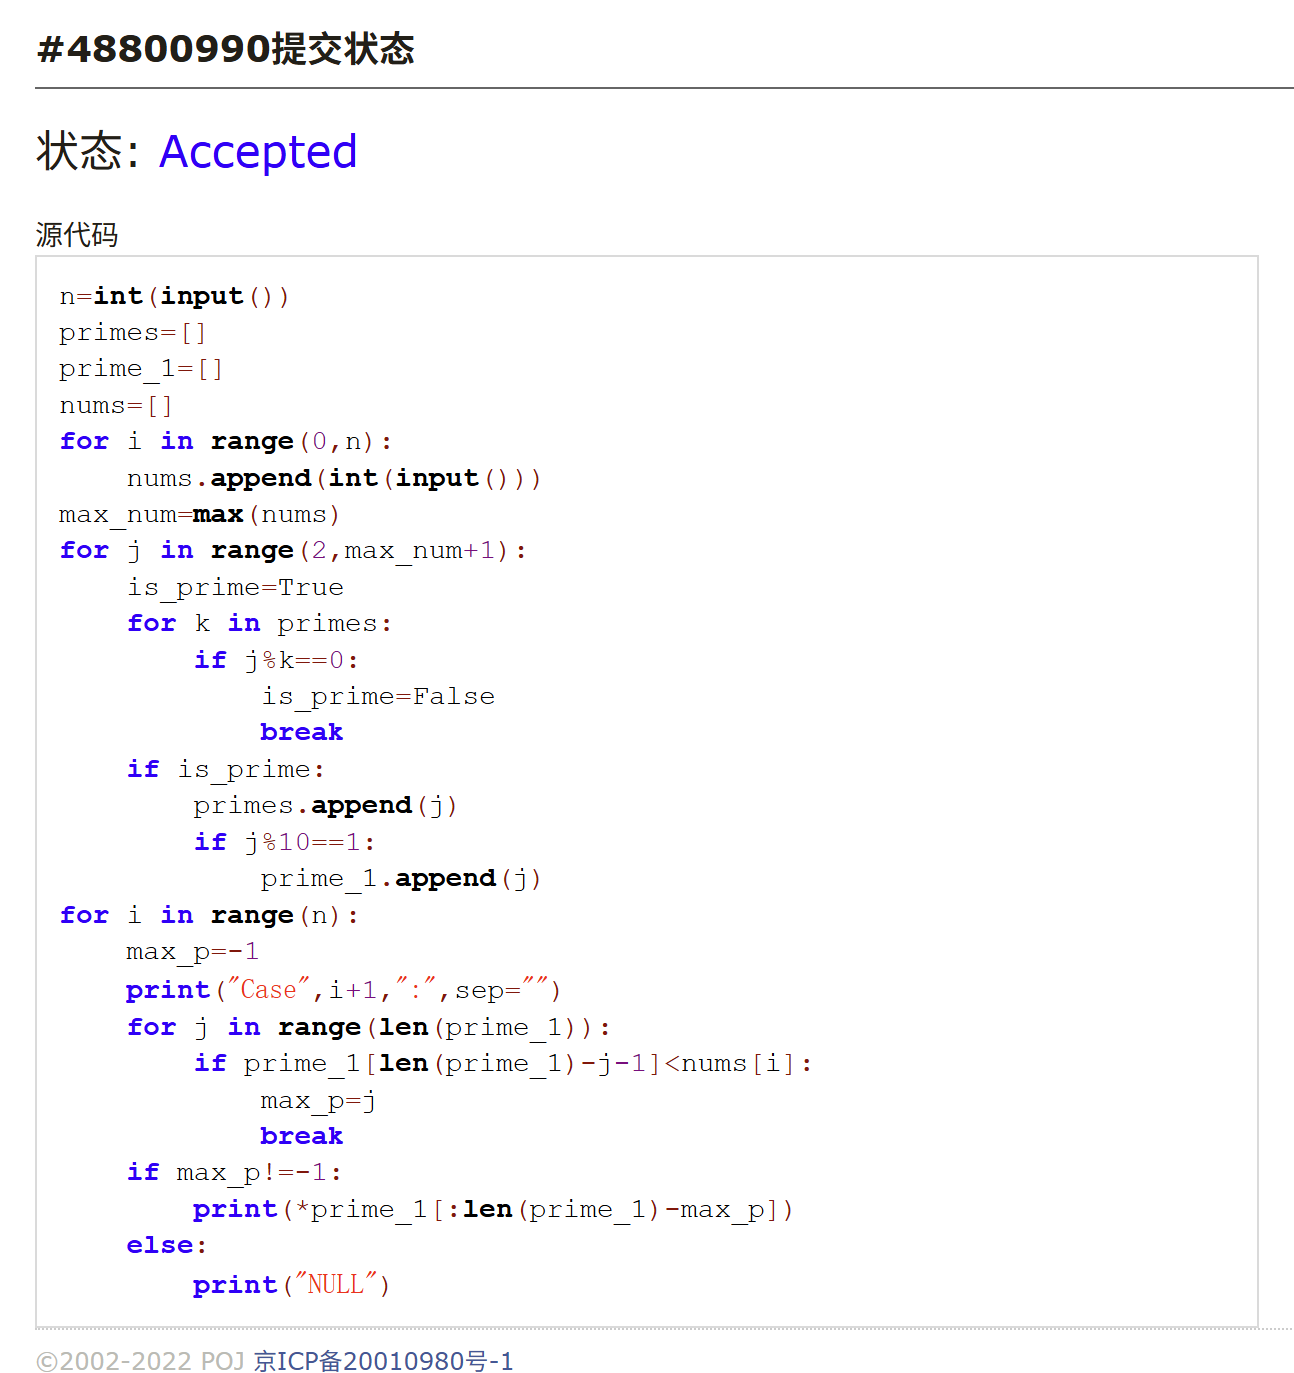 #48800990提交状态
状态: Accepted
源代码
n=int(input())
primes=[]
prime_1=[]
nums=[]
for i in range(0,n):
    nums.append(int(input()))
max_num=max(nums)
for j in range(2,max_num+1):
    is_prime=True
    for k in primes:
        if j%k==0:
            is_prime=False
            break
    if is_prime:
        primes.append(j)
        if j%10==1:
            prime_1.append(j)
for i in range(n):
    max_p=-1
    print("Case",i+1,":",sep="")
    for j in range(len(prime_1)):
        if prime_1[len(prime_1)-j-1]<nums[i]:
            max_p=j
            break
    if max_p!=-1:
        print(*prime_1[:len(prime_1)-max_p])
    else:
        print("NULL")
©2002-2022 POJ 京ICP备20010980号-1